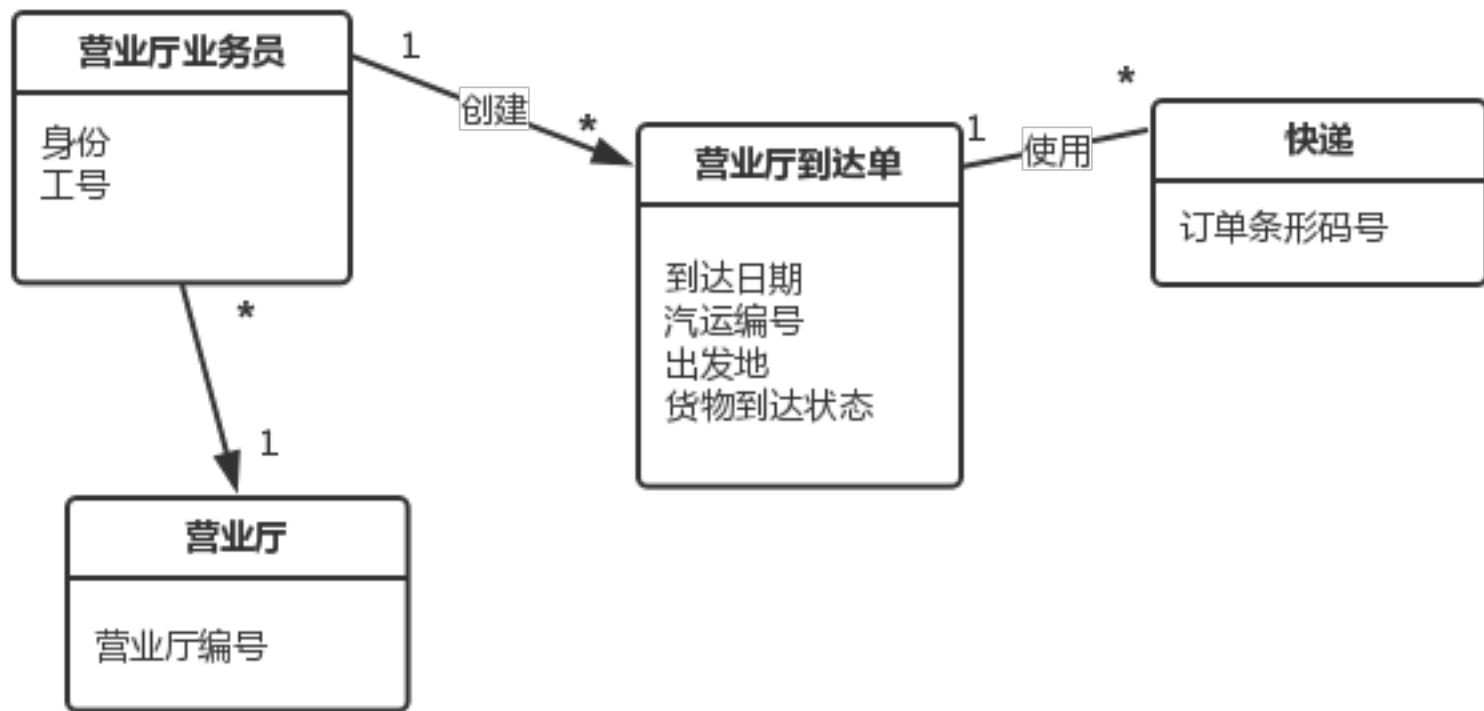 营业厅业务员
身份
工号
1
创建
*
营业厅到达单
到达日期
汽运编号
出发地
货物到达状态
1
使用
*
快递
订单条形码号
*
1
营业厅
营业厅编号